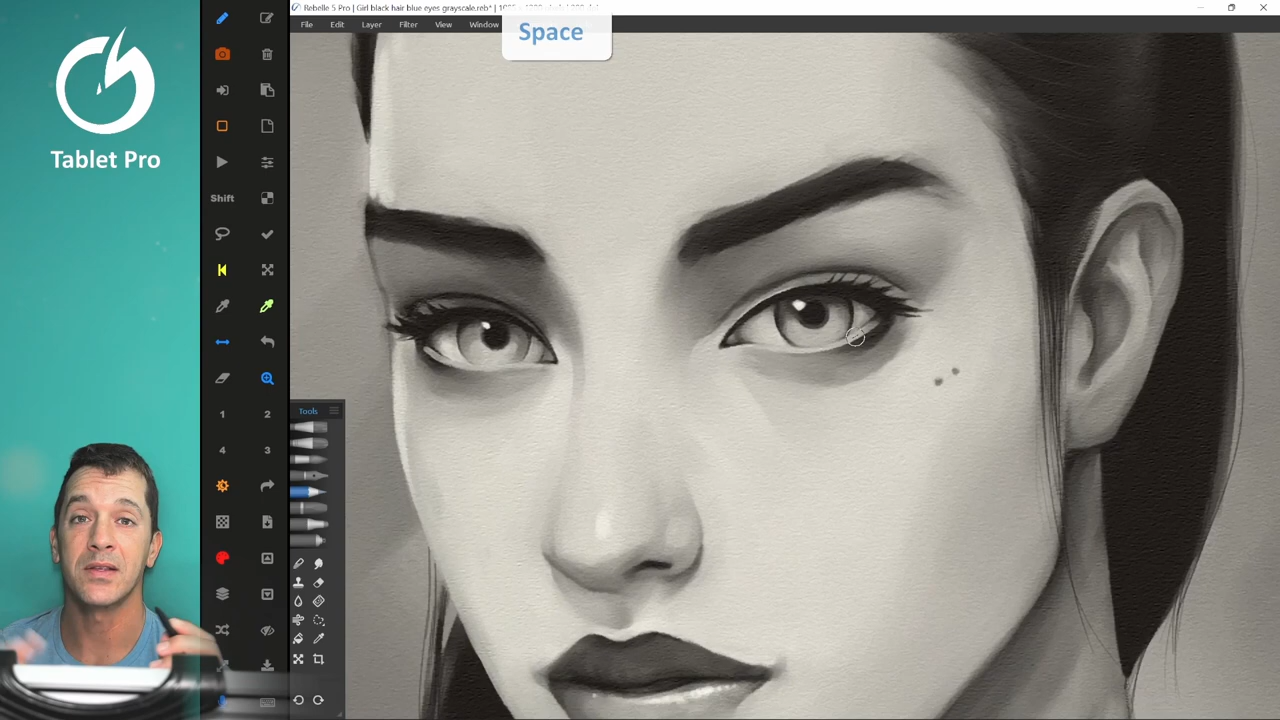 Rebelle 5 Pro | Girl black hair blue eyes grayscale.reb* |
File Edit Layer Filter View Window
Space
Tablet Pro
Shift
1 2
4 3
Tools